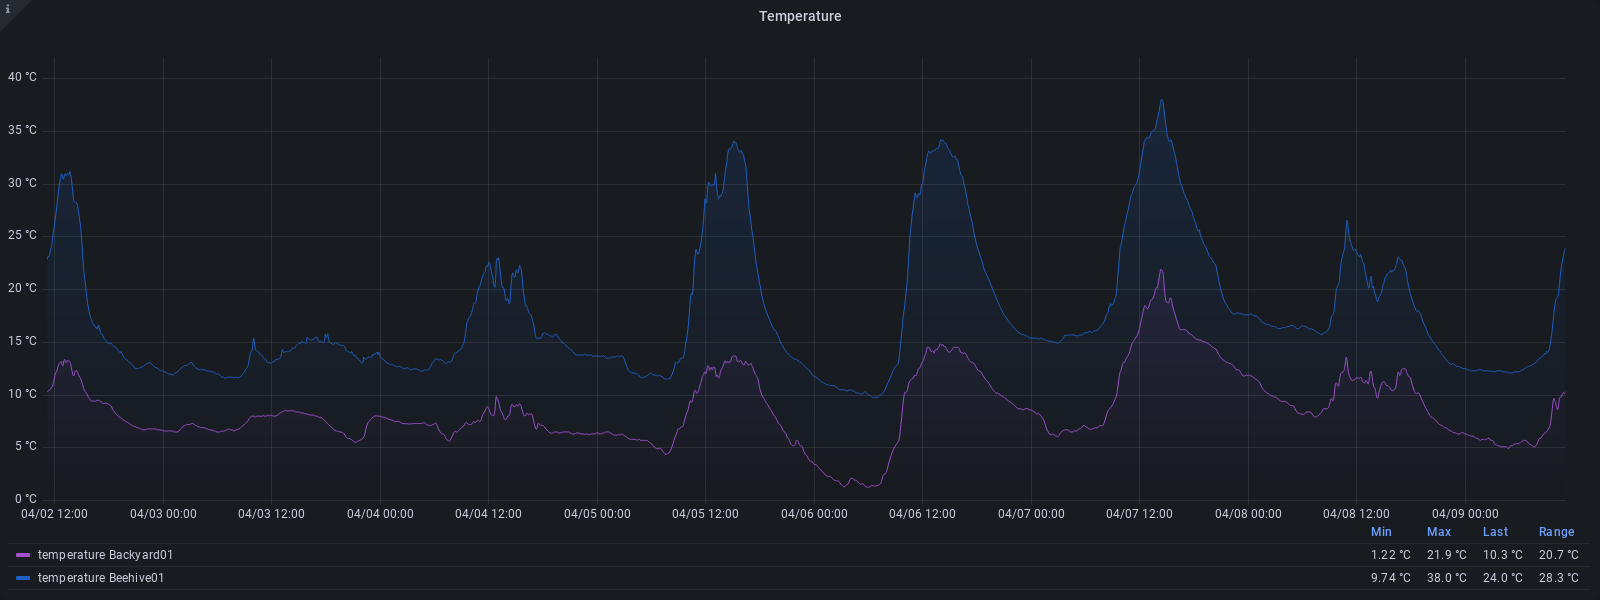 i
Temperature
40 °C
35 °C
30 °C
25 °C
20 °C
15 °C
10 °C
5 °C
0 °C
04/02 12:00 04/03 00:00 04/03 12:00 04/04 00:00 04/04 12:00 04/05 00:00 04/05 12:00 04/06 00:00 04/06 12:00 04/07 00:00 04/07 12:00 04/08 00:00 04/08 12:00 04/09 00:00
Min Max Last Range
temperature Backyard01 1.22 °C 21.9 °C 10.3 °C 20.7 °C
temperature Beehive01 9.74 °C 38.0 °C 24.0 °C 28.3 °C